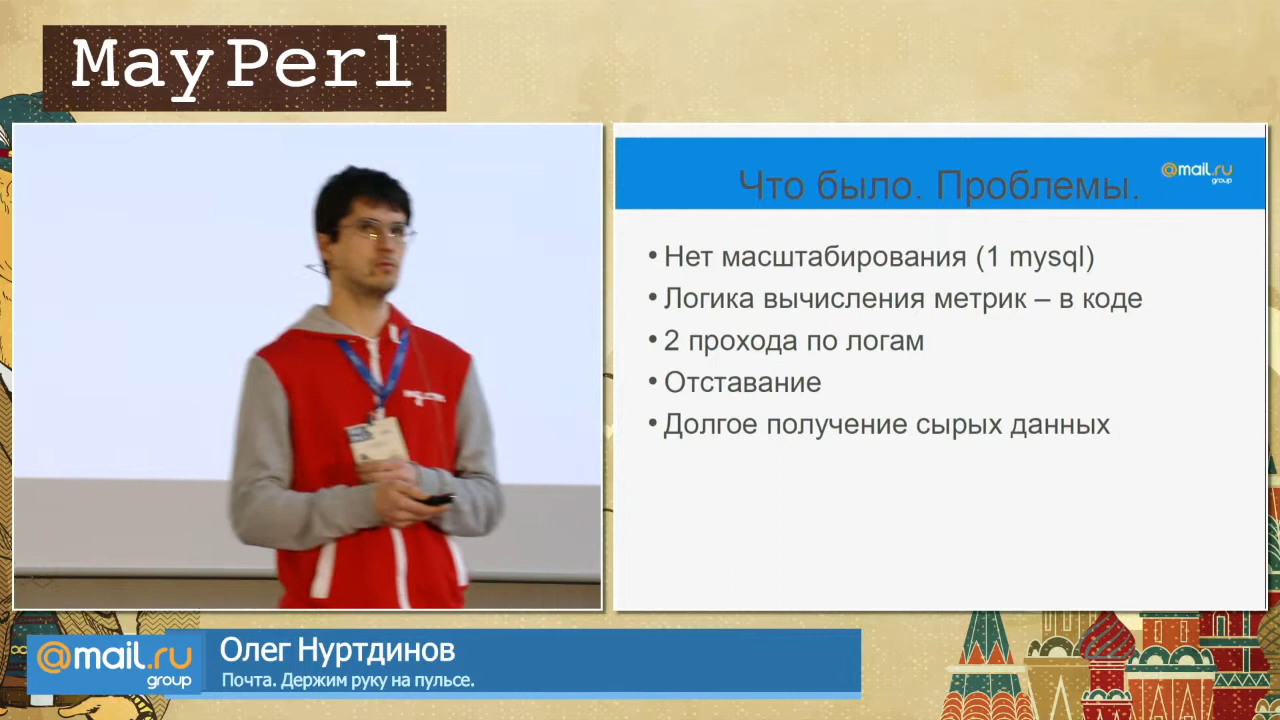 MayPerl
Что было. Проблемы.
@mail.ru
group
• Нет масштабирования (1 mysql)
• Логика вычисления метрик – в коде
• 2 прохода по логам
• Отставание
• Долгое получение сырых данных
@mail.ru
group
Олег Нуртдинов
Почта. Держим руку на пульсе.